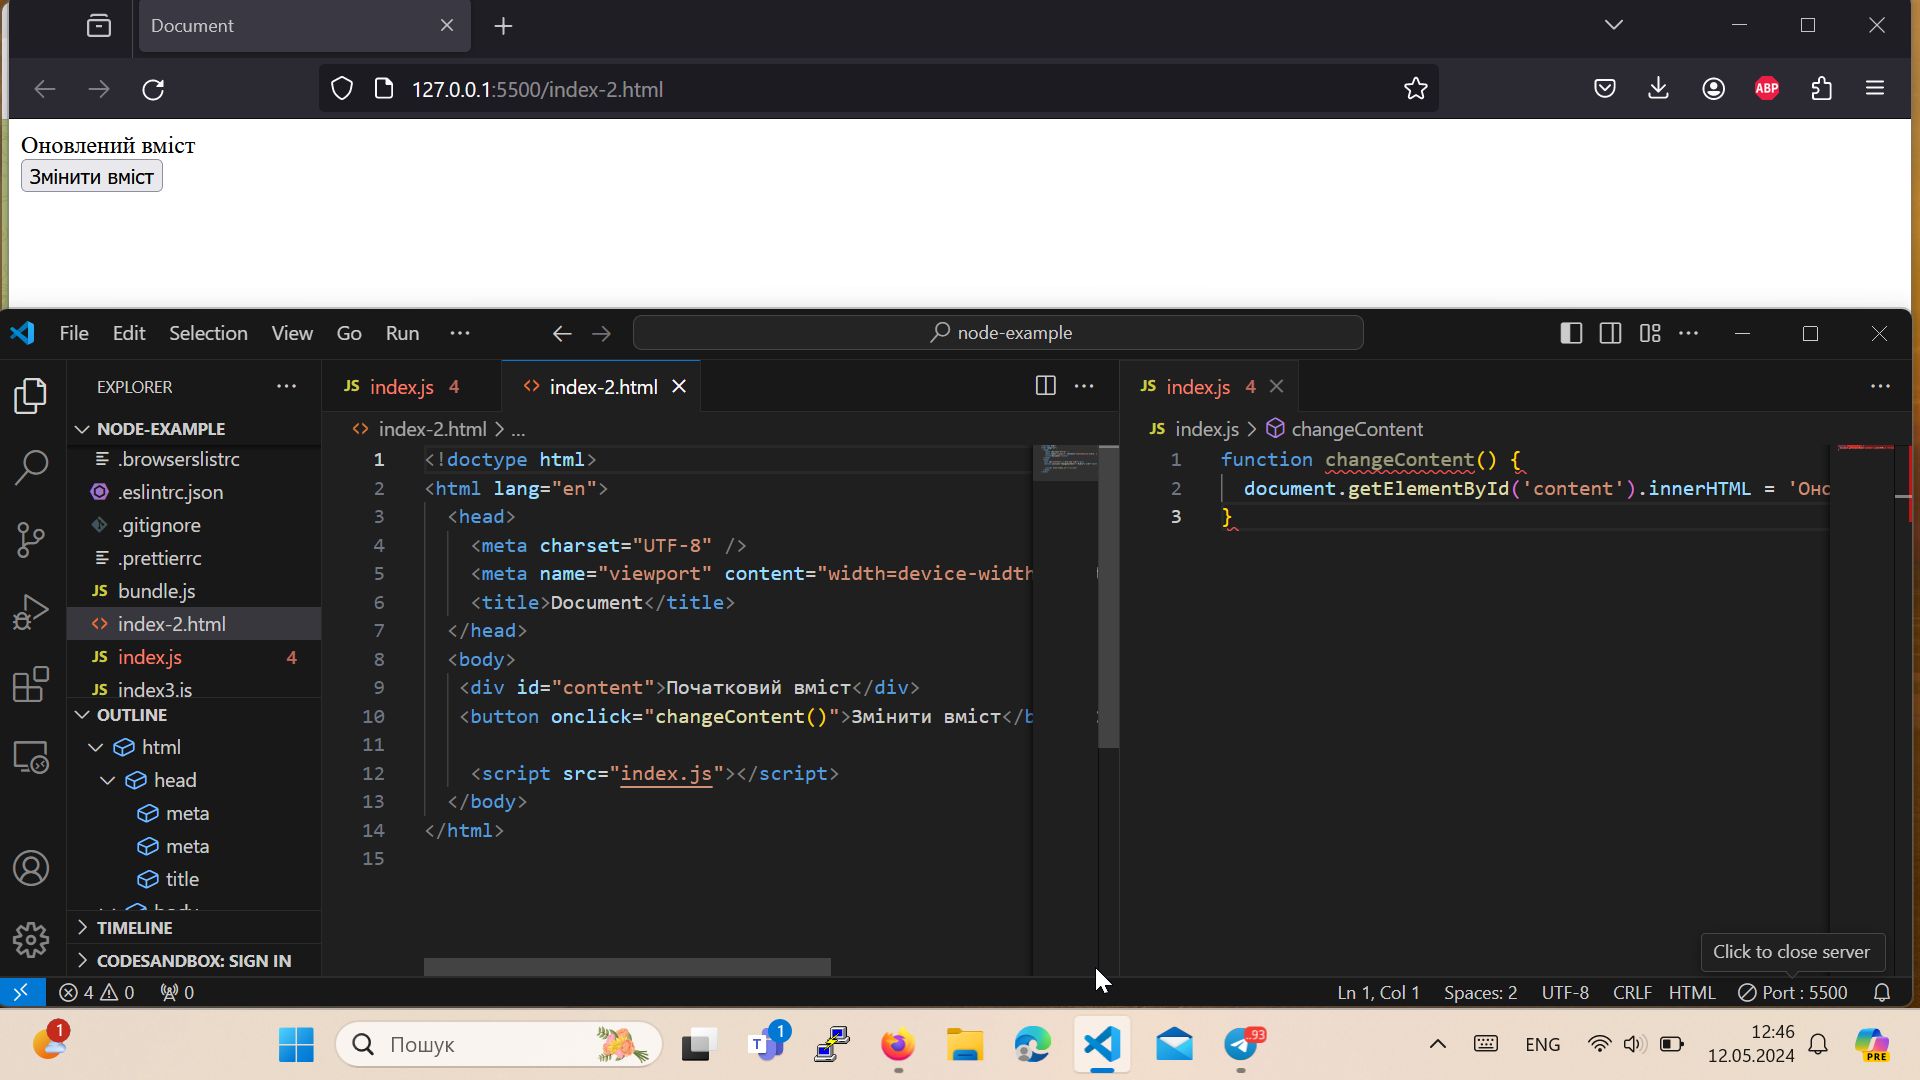 Document
127.0.0.1:5500/index-2.html
ABP
Оновлений вміст
Змінити вміст
File Edit Selection View Go Run ···
node-example
EXPLORER
NODE-EXAMPLE
.browserslistrc
.eslintrc.json
.gitignore
.prettierrc
JS bundle.js
<> index-2.html
JS index.js 4
JS index3.js
OUTLINE
html
head
meta
meta
title
body
TIMELINE
CODESANDBOX: SIGN IN
JS index.js 4
<> index-2.html
<> index-2.html > ...
1 <!doctype html>
2 <html lang="en">
3 <head>
4 <meta charset="UTF-8" />
5 <meta name="viewport" content="width=device-width
6 <title>Document</title>
7 </head>
8 <body>
9 <div id="content">Початковий вміст</div>
10 <button onclick="changeContent()">Змінити вміст</b
11
12 <script src="index.js"></script>
13 </body>
14 </html>
15
JS index.js 4
JS index.js > changeContent
1 function changeContent() {
2 document.getElementById('content').innerHTML = 'Оно
3 }
Click to close server
4 0 0
Ln 1, Col 1 Spaces: 2 UTF-8 CRLF HTML Port : 5500
1
Пошук
T 1
..93
ENG
12:46
12.05.2024
PRE